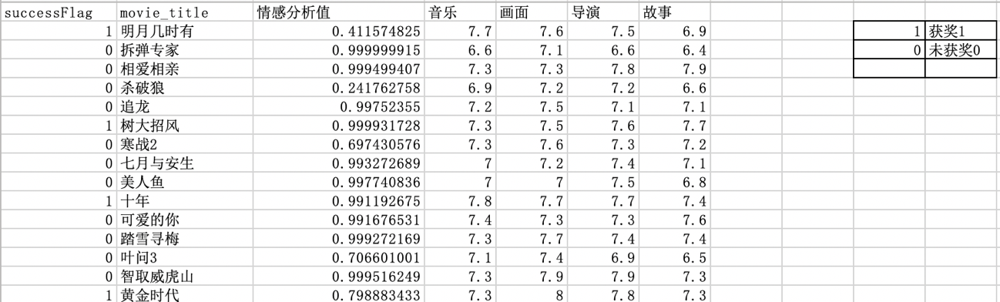 successFlag movie_title 情感分析值 音乐 画面 导演 故事
1 明月几时有 0.411574825 7.7 7.6 7.5 6.9 1 获奖1
0 拆弹专家 0.999999915 6.6 7.1 6.6 6.4 0 未获奖0
0 相爱相亲 0.999499407 7.3 7.3 7.8 7.9
0 杀破狼 0.241762758 6.9 7.2 7.2 6.6
0 追龙 0.99752355 7.2 7.5 7.1 7.1
1 树大招风 0.999931728 7.3 7.5 7.6 7.7
0 寒战2 0.697430576 7.3 7.6 7.3 7.2
0 七月与安生 0.993272689 7 7.2 7.4 7.1
0 美人鱼 0.997740836 7 7 7.5 6.8
1 十年 0.991192675 7.8 7.7 7.7 7.4
0 可爱的你 0.991676531 7.4 7.3 7.3 7.6
0 踏雪寻梅 0.999272169 7.3 7.7 7.4 7.4
0 叶问3 0.706601001 7.1 7.4 6.9 6.5
0 智取威虎山 0.999516249 7.3 7.9 7.9 7.3
1 黄金时代 0.798883433 7.3 8 7.8 7.3